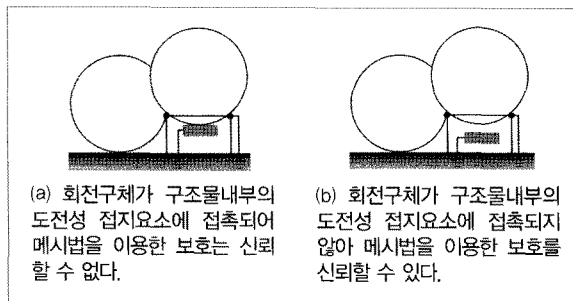 (a) 회전구체가 구조물내부의
도전성 접지요소에 접촉되어
메시법을 이용한 보호는 신뢰
할 수 없다.
(b) 회전구체가 구조물내부의
도전성 접지요소에 접촉되지
않아 메시법을 이용한 보호를
신뢰할 수 있다.